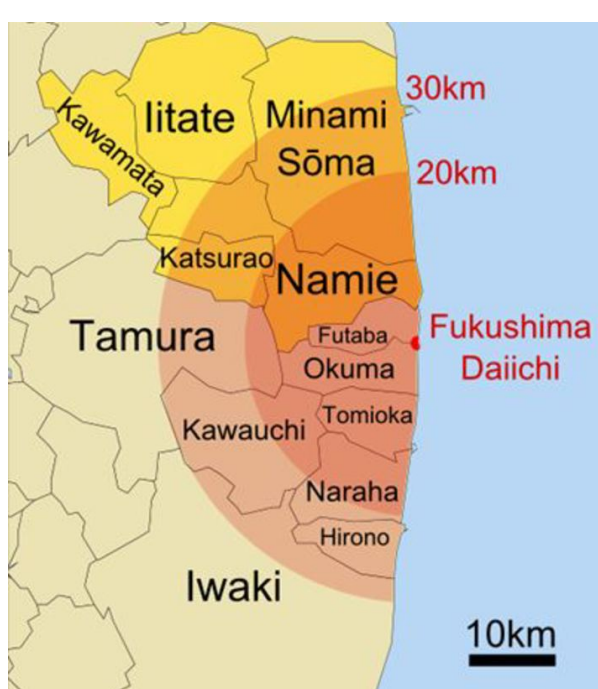 30km
Iitate
Minami
Sōma
Kawamata
20km
Katsurao
Namie
Tamura
Futaba
Fukushima
Daiichi
Okuma
Tomioka
Kawauchi
Naraha
Hirono
Iwaki
10km